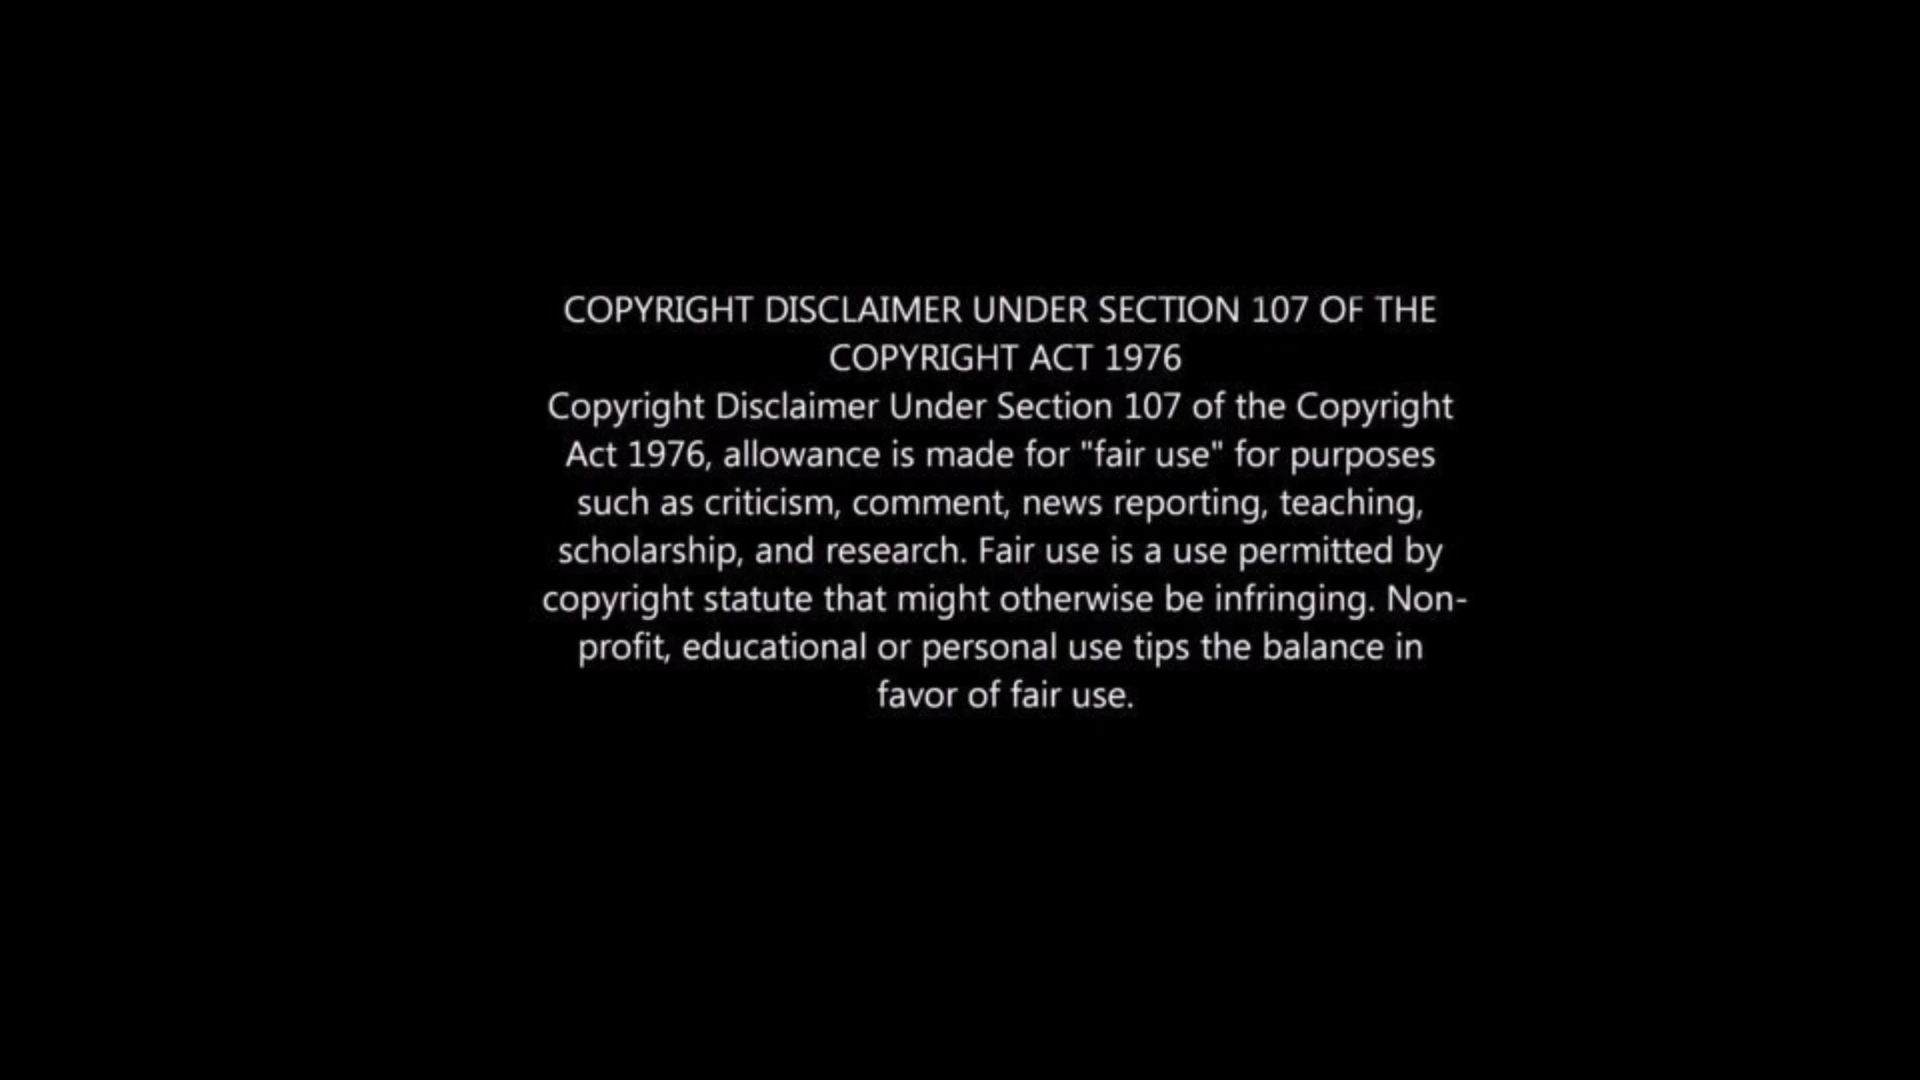 COPYRIGHT DISCLAIMER UNDER SECTION 107 OF THE
COPYRIGHT ACT 1976
Copyright Disclaimer Under Section 107 of the Copyright
Act 1976, allowance is made for "fair use" for purposes
such as criticism, comment, news reporting, teaching,
scholarship, and research. Fair use is a use permitted by
copyright statute that might otherwise be infringing. Non-
profit, educational or personal use tips the balance in
favor of fair use.